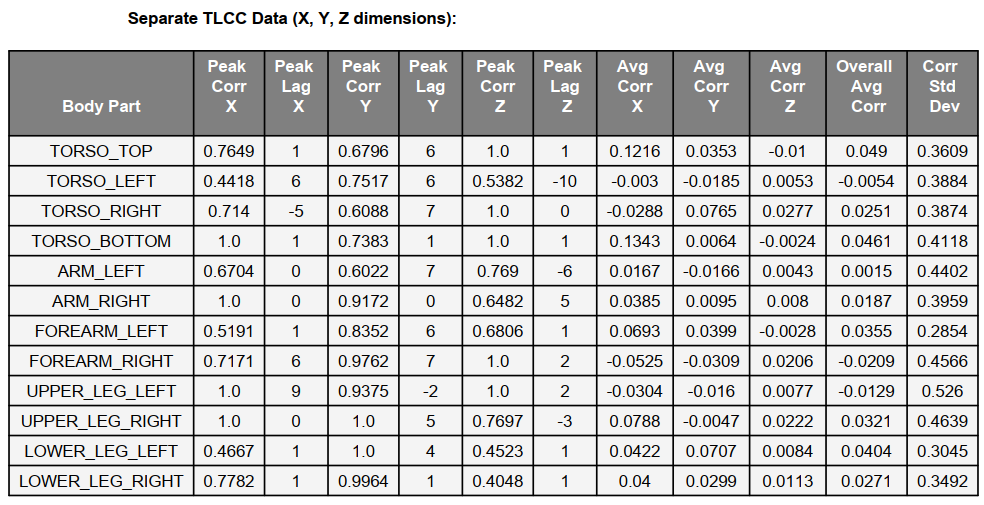 Separate TLCC Data (X, Y, Z dimensions):
Body Part Peak Corr X Peak Lag X Peak Corr Y Peak Lag Y Peak Corr Z Peak Lag Z Avg Corr X Avg Corr Y Avg Corr Z Overall Avg Corr Corr Std Dev
TORSO_TOP 0.7649 1 0.6796 6 1.0 1 0.1216 0.0353 -0.01 0.049 0.3609
TORSO_LEFT 0.4418 6 0.7517 6 0.5382 -10 -0.003 -0.0185 0.0053 -0.0054 0.3884
TORSO_RIGHT 0.714 -5 0.6088 7 1.0 0 -0.0288 0.0765 0.0277 0.0251 0.3874
TORSO_BOTTOM 1.0 1 0.7383 1 1.0 1 0.1343 0.0064 -0.0024 0.0461 0.4118
ARM_LEFT 0.6704 0 0.6022 7 0.769 -6 0.0167 -0.0166 0.0043 0.0015 0.4402
ARM_RIGHT 1.0 0 0.9172 0 0.6482 5 0.0385 0.0095 0.008 0.0187 0.3959
FOREARM_LEFT 0.5191 1 0.8352 6 0.6806 1 0.0693 0.0399 -0.0028 0.0355 0.2854
FOREARM_RIGHT 0.7171 6 0.9762 7 1.0 2 -0.0525 -0.0309 0.0206 -0.0209 0.4566
UPPER_LEG_LEFT 1.0 9 0.9375 -2 1.0 2 -0.0304 -0.016 0.0077 -0.0129 0.526
UPPER_LEG_RIGHT 1.0 0 1.0 5 0.7697 -3 0.0788 -0.0047 0.0222 0.0321 0.4639
LOWER_LEG_LEFT 0.4667 1 1.0 4 0.4523 1 0.0422 0.0707 0.0084 0.0404 0.3045
LOWER_LEG_RIGHT 0.7782 1 0.9964 1 0.4048 1 0.04 0.0299 0.0113 0.0271 0.3492